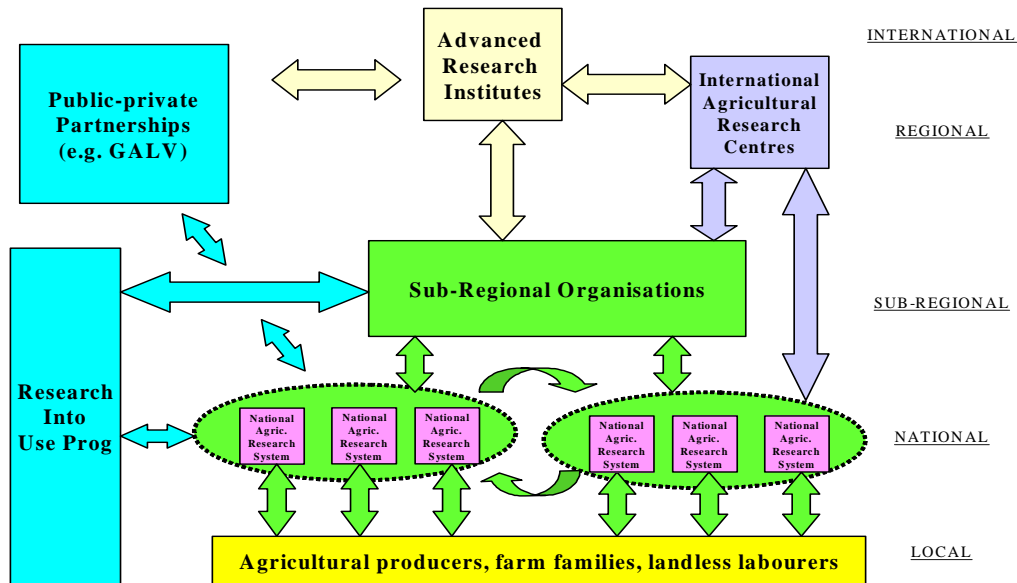 INTERNATIONAL
Advanced
Research
Institutes
Public-private
Partnerships
(e.g. GALV)
International
Agricultural
Research
Centres
REGIONAL
Sub-Regional Organisations
SUB-REGIONAL
Research
Into
Use Prog
National
Agric.
Research
System
National
Agric.
Research
System
National
Agric.
Research
System
National
Agric.
Research
System
National
Agric.
Research
System
National
Agric.
Research
System
NATIONAL
Agricultural producers, farm families, landless labourers
LOCAL